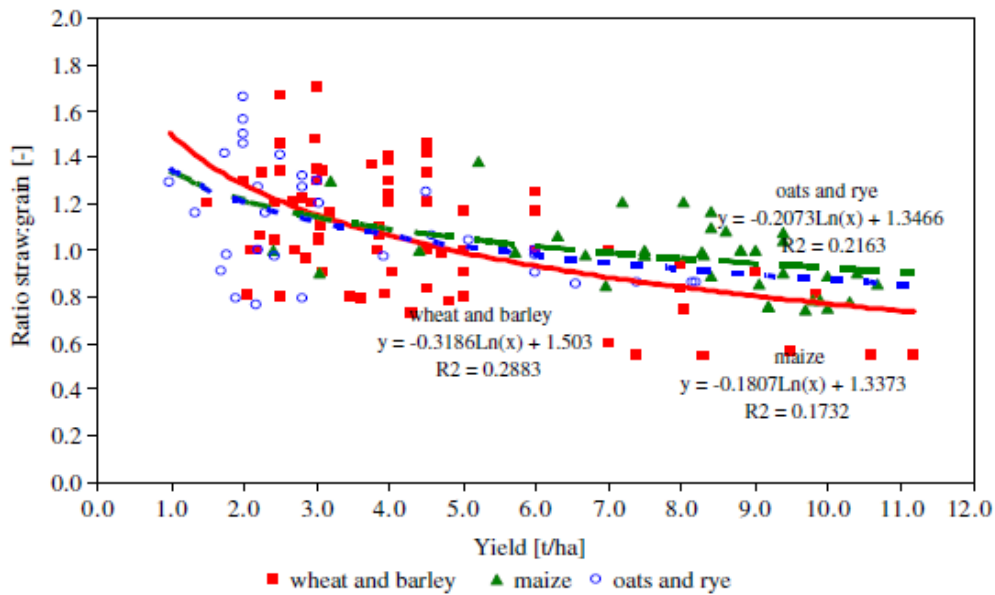 2.0
1.8
1.6
1.4
1.2
1.0
0.8
0.6
0.4
0.2
0.0
Ratio straw:grain [-]
oats and rye
y = -0.2073Ln(x) + 1.3466
R2 = 0.2163
wheat and barley
y = -0.3186Ln(x) + 1.503
R2 = 0.2883
maize
y = -0.1807Ln(x) + 1.3373
R2 = 0.1732
0.0 1.0 2.0 3.0 4.0 5.0 6.0 7.0 8.0 9.0 10.0 11.0 12.0
Yield [t/ha]
wheat and barley maize oats and rye